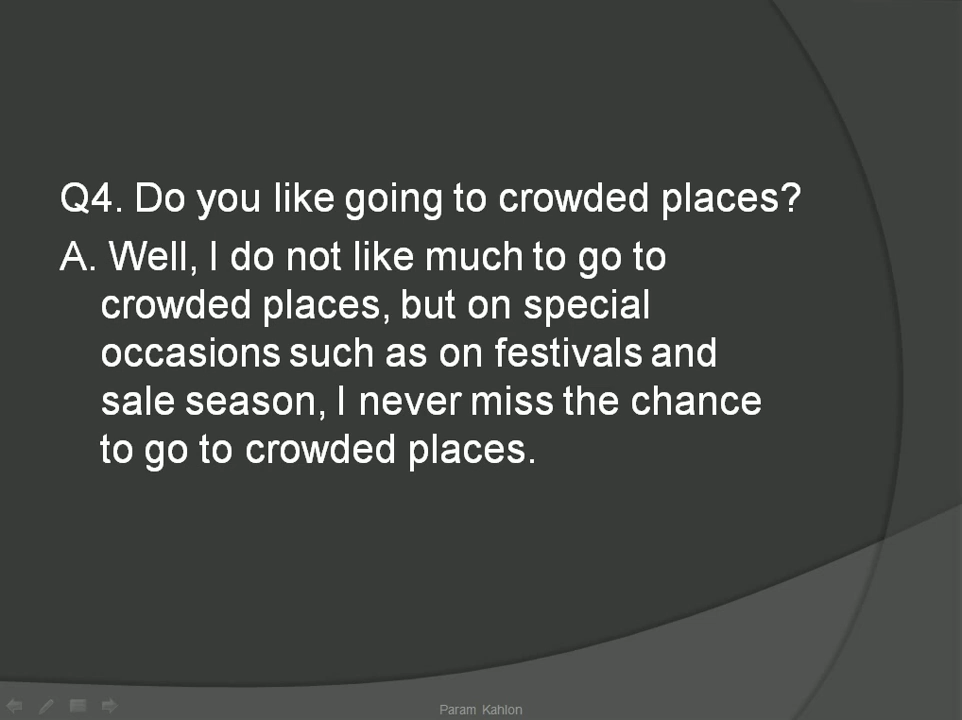 Q4. Do you like going to crowded places?
A. Well, I do not like much to go to
crowded places, but on special
occasions such as on festivals and
sale season, I never miss the chance
to go to crowded places.
Param Kahlon